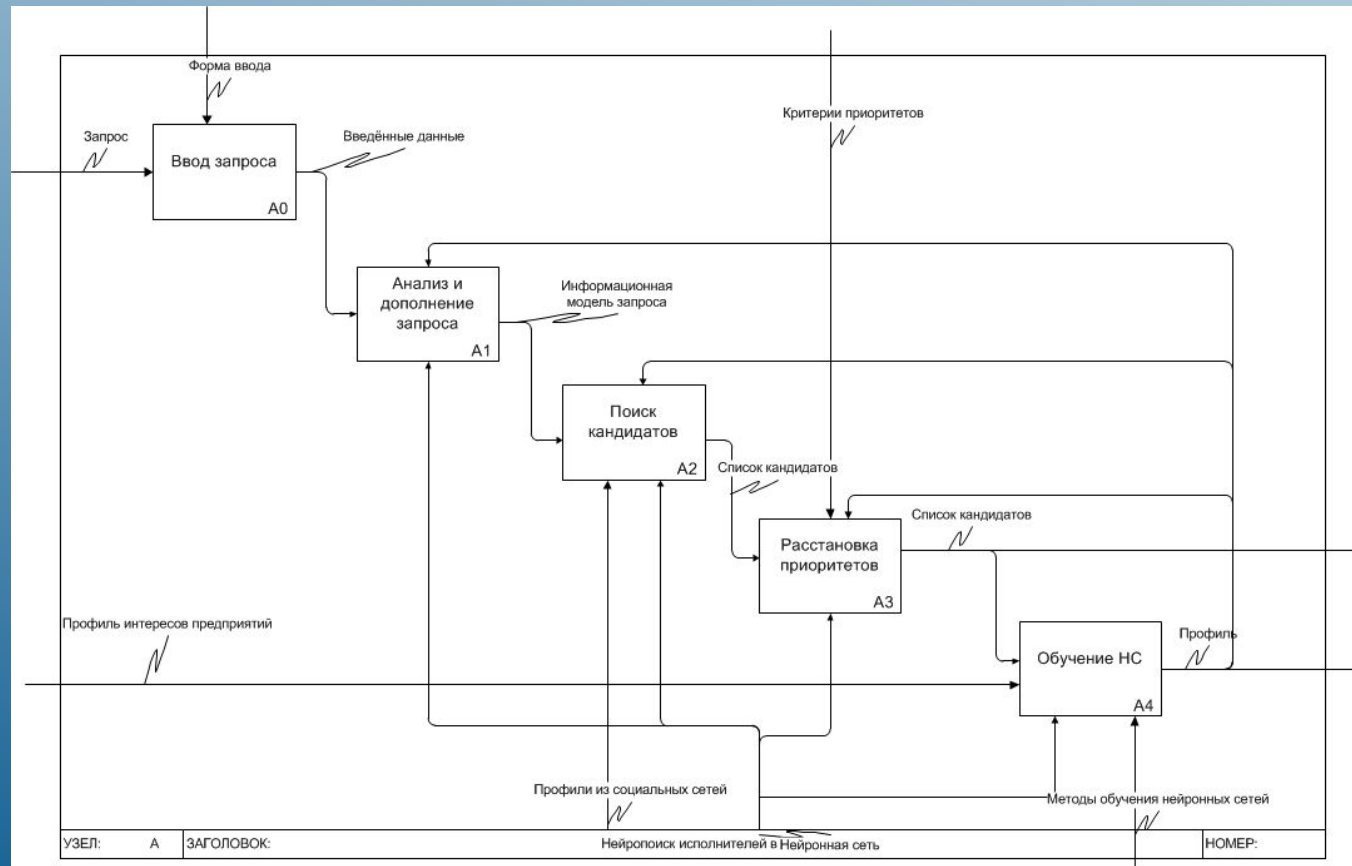 Форма ввода
Запрос
Введённые данные
Критерии приоритетов
Ввод запроса
A0
Анализ и
дополнение
запроса
A1
Информационная
модель запроса
Поиск
кандидатов
A2
Список кандидатов
Список кандидатов
Расстановка
приоритетов
A3
Профиль интересов предприятий
Профиль
Обучение НС
A4
Профили из социальных сетей
Методы обучения нейронных сетей
УЗЕЛ: A ЗАГОЛОВОК: Нейропоиск исполнителей в Нейронная сеть НОМЕР: